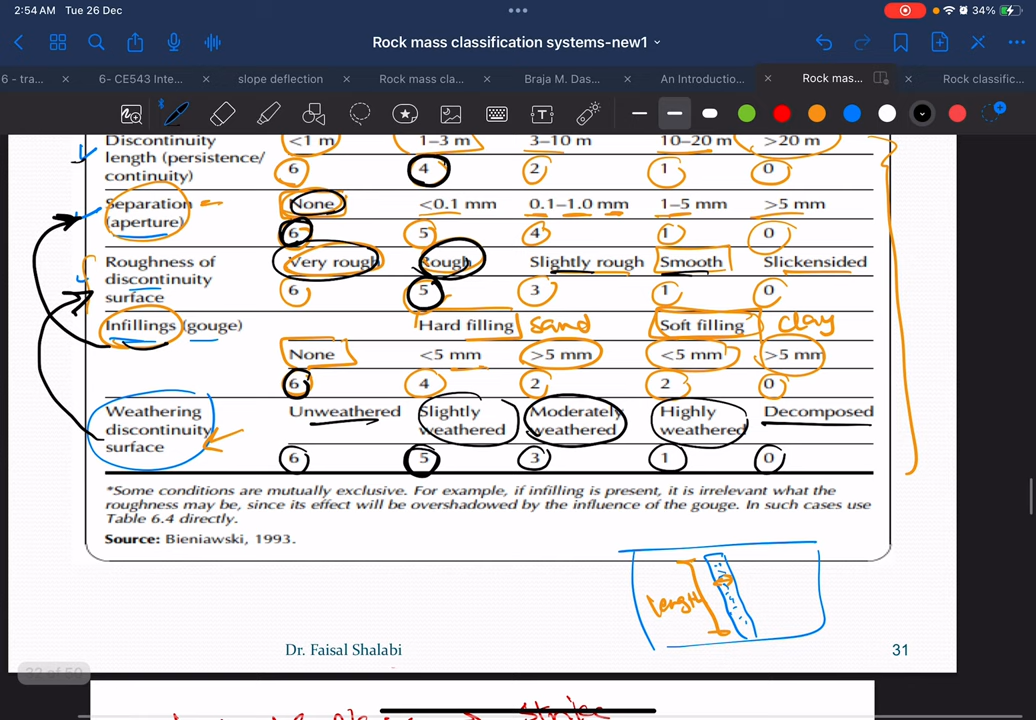 2:54 AM Tue 26 Dec
34%
Rock mass classification systems-new1
6 - tra...
6- CE543 Inte...
slope deflection
Rock mass cla...
Braja M. Das...
An Introductio...
Rock mas...
Rock classific...
Discontinuity <1 m 1–3 m 3–10 m 10–20 m >20 m
length (persistence/ 6 4 2 1 0
continuity)
Separation None <0.1 mm 0.1–1.0 mm 1–5 mm >5 mm
(aperture) 6 5 4 1 0
Roughness of Very rough Rough Slightly rough Smooth Slickensided
discontinuity 6 5 3 1 0
surface
Infillings (gouge) Hard filling sand Soft filling clay
None <5 mm >5 mm <5 mm >5 mm
6 4 2 2 0
Weathering Unweathered Slightly Moderately Highly Decomposed
discontinuity weathered weathered weathered
surface 6 5 3 1 0
*Some conditions are mutually exclusive. For example, if infilling is present, it is irrelevant what the
roughness may be, since its effect will be overshadowed by the influence of the gouge. In such cases use
Table 6.4 directly.
Source: Bieniawski, 1993.
length
Dr. Faisal Shalabi
31
32 of 50
strike